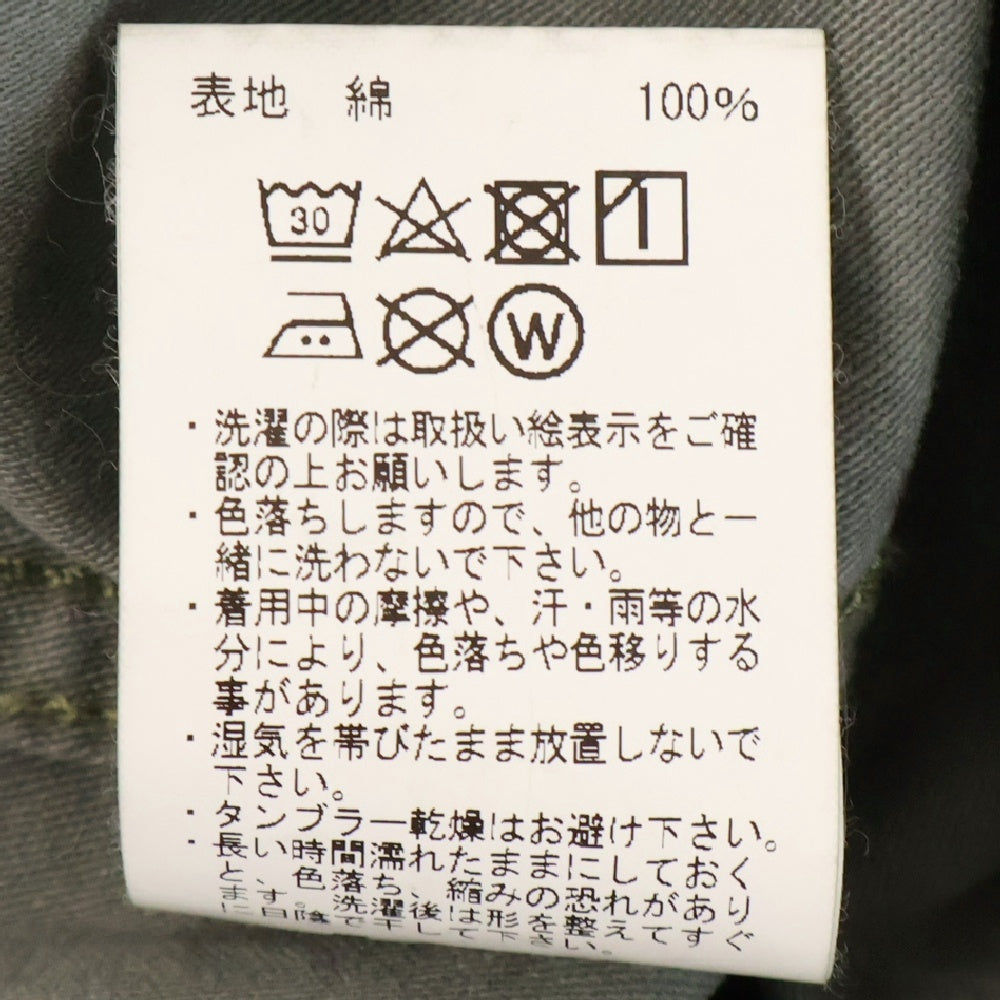 表地 綿 100%
30
W
・洗濯の際は取扱い絵表示をご確
認の上お願いします。
・色落ちしますので、他の物と一
緒に洗わないで下さい。
・着用中の摩擦や、汗・雨等の水
分により、色落ちや色移りする
事があります。
・湿気を帯びたまま放置しないで
下さい。
・タンブラー乾燥はお避け下さい。
・長い時間濡れたままにしておく
と、色落ち、縮みの恐れがあり
ます。洗濯後は形を整えてすぐ